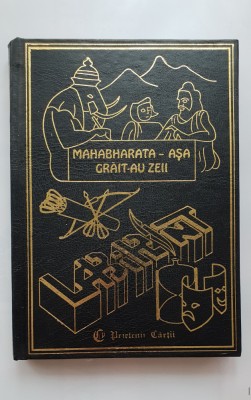 MAHABHARATA - AŞA
GRĂIT-AU ZEII
Prietenii Cărţii